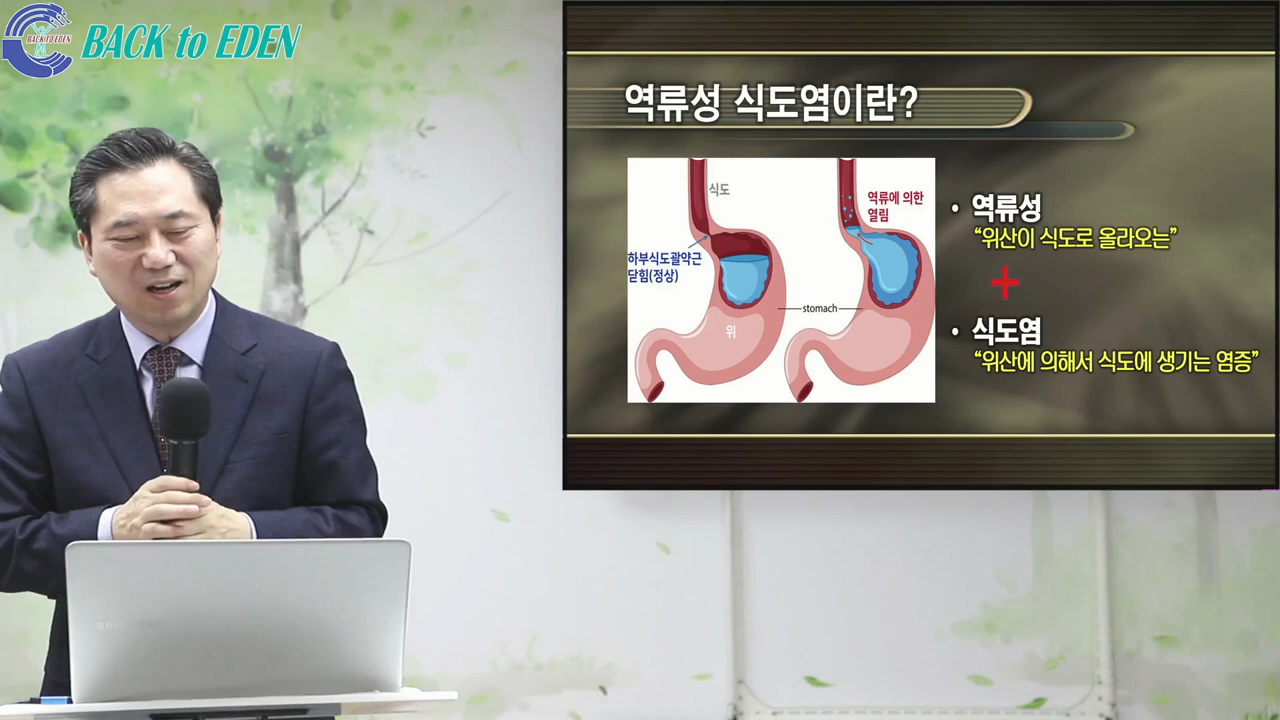 BACK TO EDEN
BACK to EDEN
역류성 식도염이란?
식도
역류에 의한
열림
하부식도괄약근
닫힘(정상)
stomach
위
• 역류성
“위산이 식도로 올라오는”
+
• 식도염
“위산에 의해서 식도에 생기는 염증”